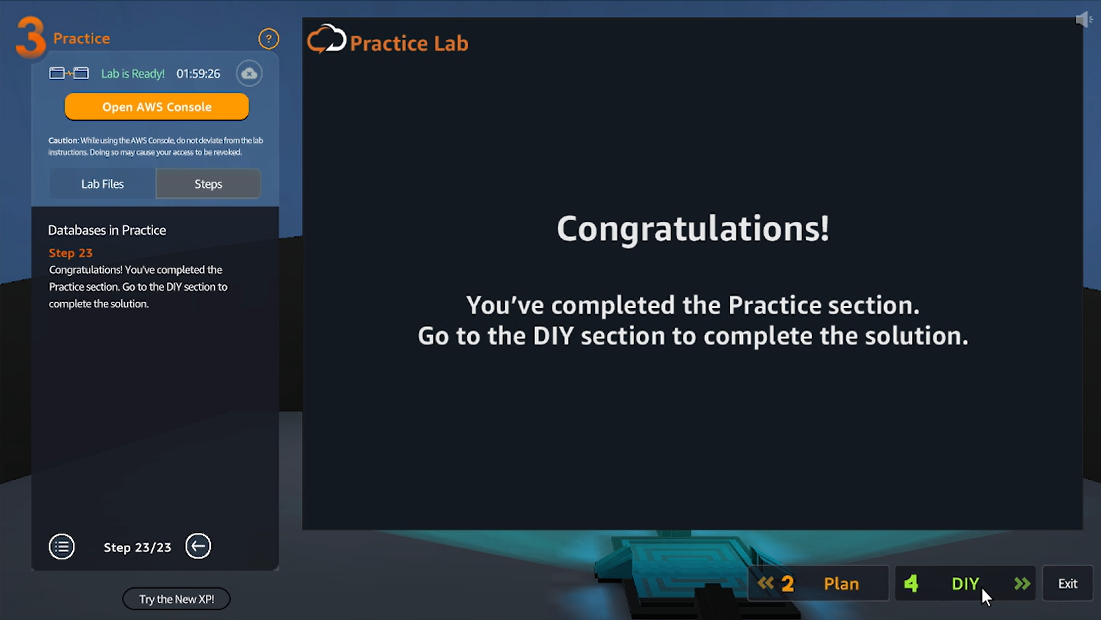 3 Practice
?
Lab is Ready! 01:59:26
Open AWS Console
Caution: While using the AWS Console, do not deviate from the lab
instructions. Doing so may cause your access to be revoked.
Lab Files Steps
Databases in Practice
Step 23
Congratulations! You've completed the
Practice section. Go to the DIY section to
complete the solution.
Step 23/23
Try the New XP!
Practice Lab
Congratulations!
You've completed the Practice section.
Go to the DIY section to complete the solution.
2 Plan
4 DIY
Exit